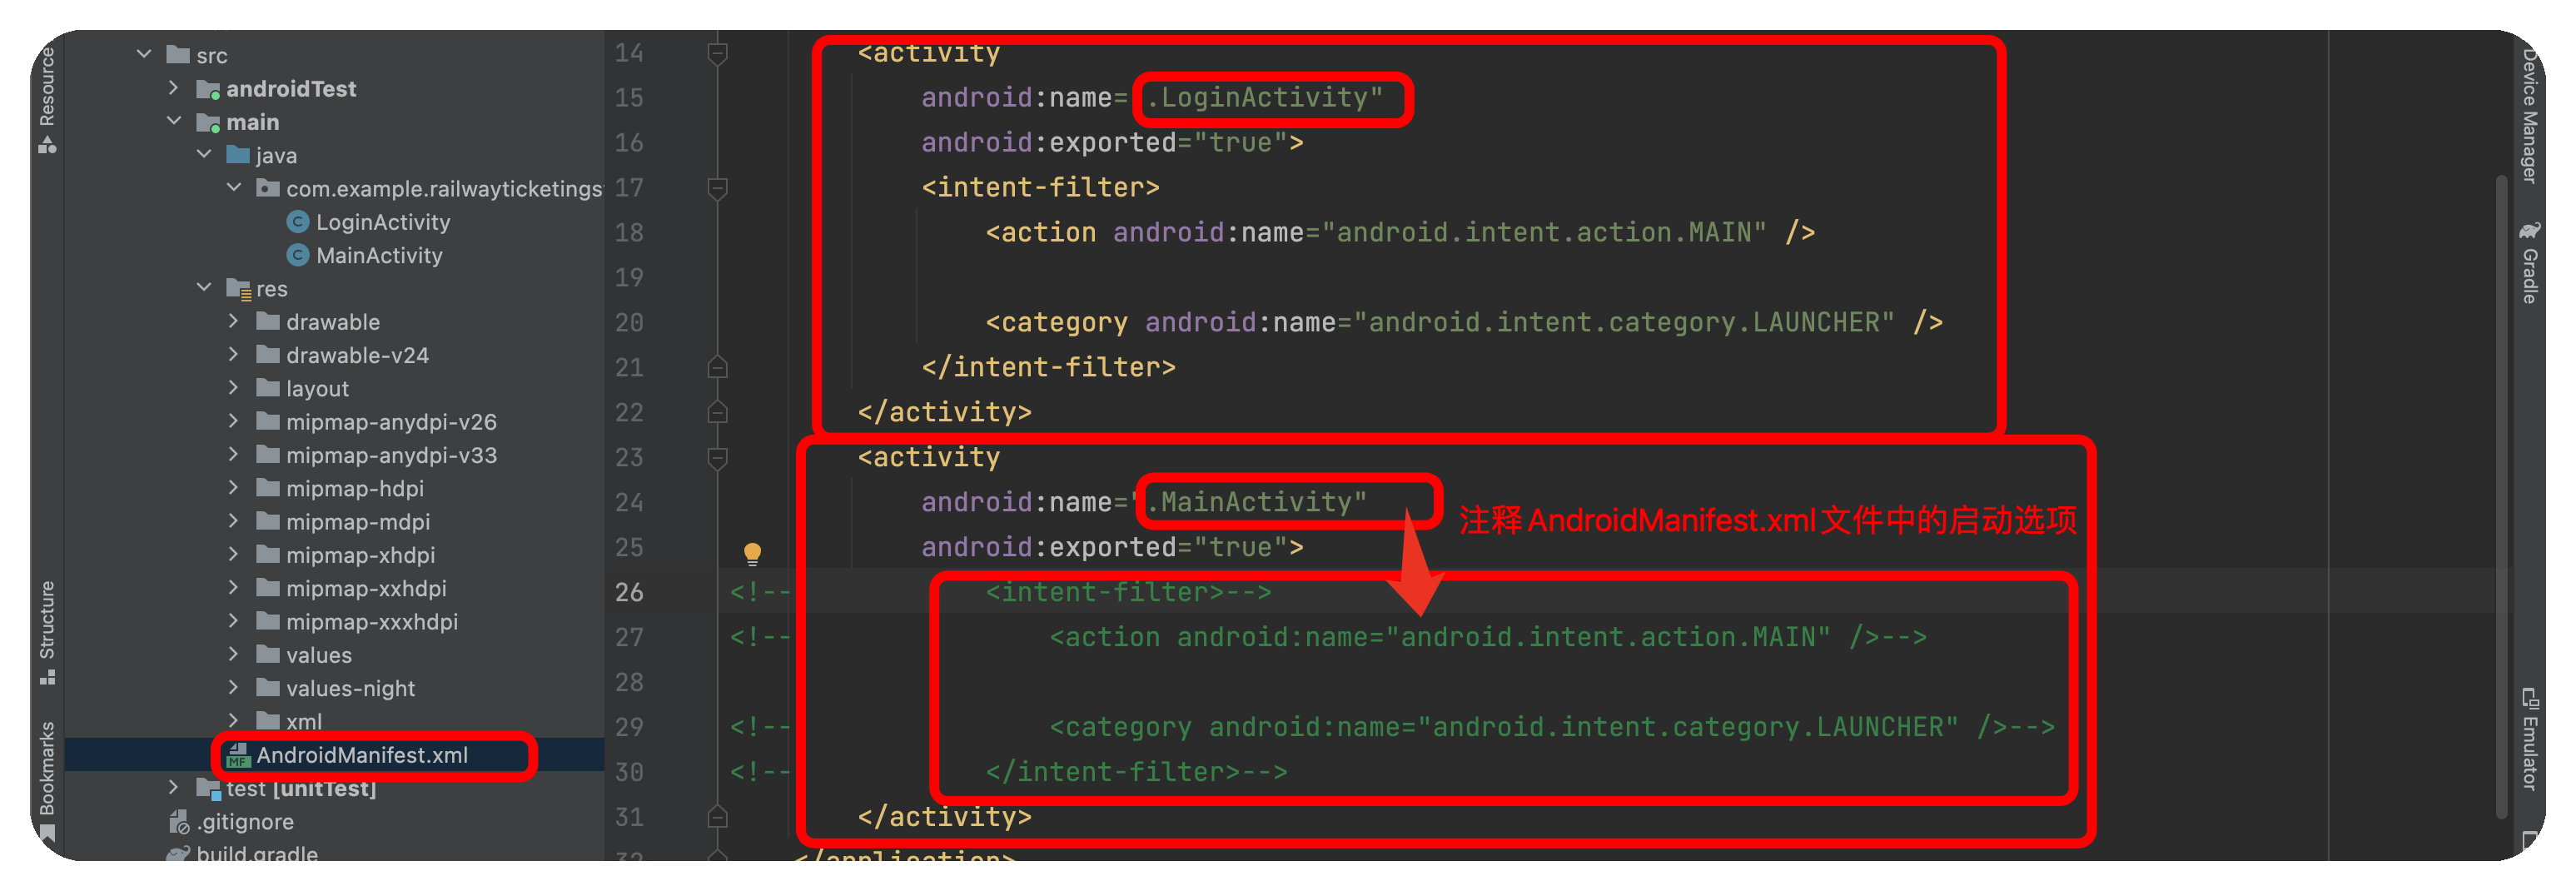 Resource
Structure
Bookmarks
src
androidTest
main
java
com.example.railwayticketings
LoginActivity
MainActivity
res
drawable
drawable-v24
layout
mipmap-anydpi-v26
mipmap-anydpi-v33
mipmap-hdpi
mipmap-mdpi
mipmap-xhdpi
mipmap-xxhdpi
mipmap-xxxhdpi
values
values-night
xml
AndroidManifest.xml
test [unitTest]
.gitignore
build.gradle
14 <activity
15 android:name=".LoginActivity"
16 android:exported="true">
17 <intent-filter>
18 <action android:name="android.intent.action.MAIN" />
19
20 <category android:name="android.intent.category.LAUNCHER" />
21 </intent-filter>
22 </activity>
23 <activity
24 android:name=".MainActivity"
注释AndroidManifest.xml文件中的启动选项
25 android:exported="true">
26 <!-- <intent-filter>-->
27 <!-- <action android:name="android.intent.action.MAIN" />-->
28
29 <!-- <category android:name="android.intent.category.LAUNCHER" />-->
30 <!-- </intent-filter>-->
31 </activity>
32 </application>
Device Manager
Gradle
Emulator